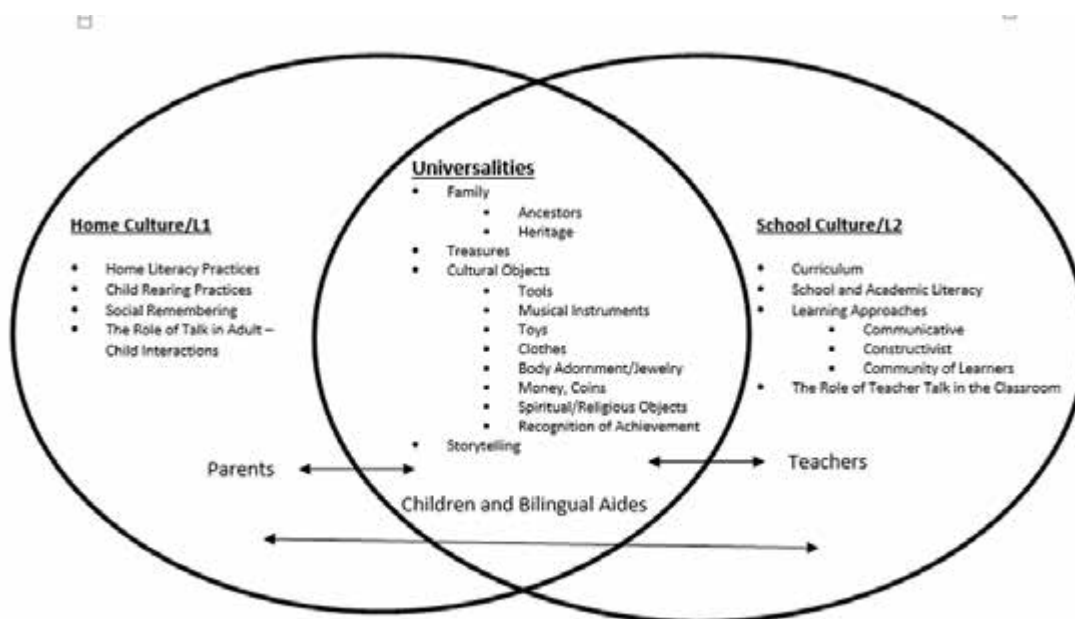 Home Culture/L1
Home Literacy Practices
Child Rearing Practices
Social Remembering
The Role of Talk in Adult –
Child Interactions
Parents
Universalities
Family
Ancestors
Heritage
Treasures
Cultural Objects
Tools
Musical Instruments
Toys
Clothes
Body Adornment/Jewelry
Money, Coins
Spiritual/Religious Objects
Recognition of Achievement
Storytelling
Children and Bilingual Aides
School Culture/L2
Curriculum
School and Academic Literacy
Learning Approaches
Communicative
Constructivist
Community of Learners
The Role of Teacher Talk in the Classroom
Teachers